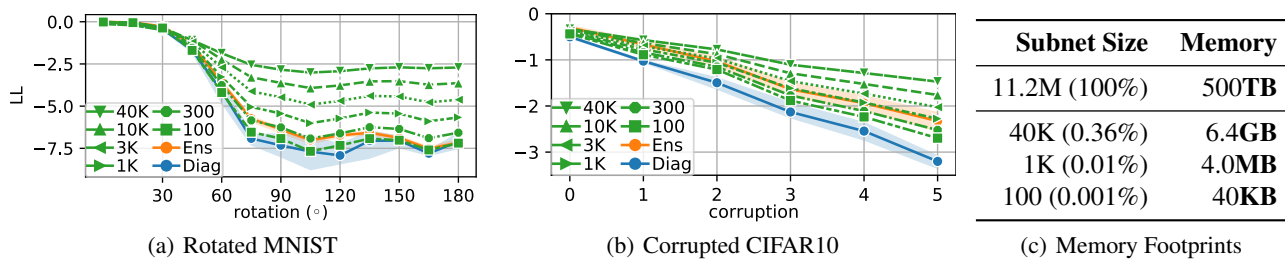 0.0
−2.5
−5.0
−7.5
LL
40K
10K
3K
1K
300
100
Ens
Diag
0 30 60 90 120 150 180
rotation (◦)
(a) Rotated MNIST
0
−1
−2
−3
40K
10K
3K
1K
300
100
Ens
Diag
0 1 2 3 4 5
corruption
(b) Corrupted CIFAR10
Subnet Size Memory
11.2M (100%) 500TB
40K (0.36%) 6.4GB
1K (0.01%) 4.0MB
100 (0.001%) 40KB
(c) Memory Footprints